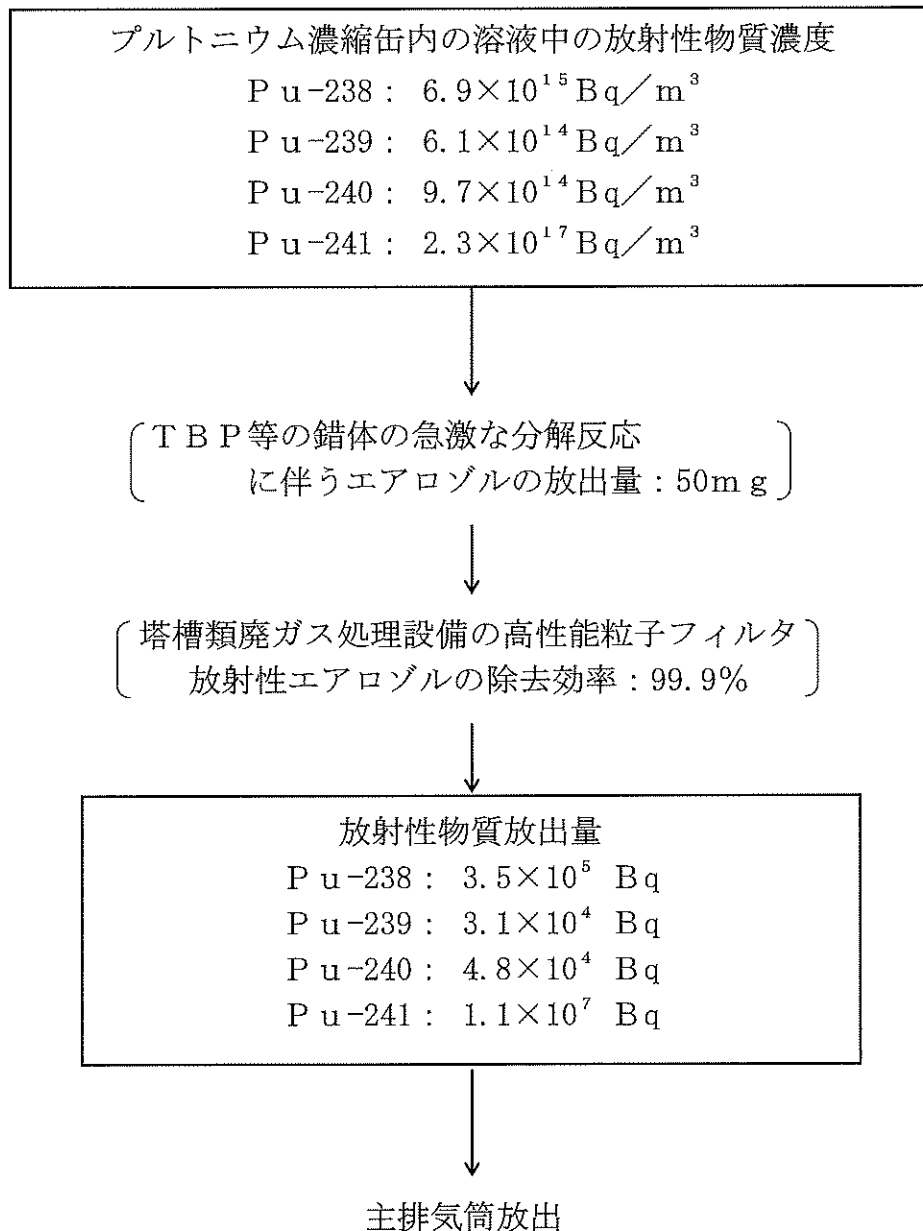 プルトニウム濃縮缶内の溶液中の放射性物質濃度
Pu-238: 6.9×10¹⁵Bq/m³
Pu-239: 6.1×10¹⁴Bq/m³
Pu-240: 9.7×10¹⁴Bq/m³
Pu-241: 2.3×10¹⁷Bq/m³
TBP等の錯体の急激な分解反応
に伴うエアロゾルの放出量:50mg
塔槽類廃ガス処理設備の高性能粒子フィルタ
放射性エアロゾルの除去効率:99.9%
放射性物質放出量
Pu-238: 3.5×10⁵ Bq
Pu-239: 3.1×10⁴ Bq
Pu-240: 4.8×10⁴ Bq
Pu-241: 1.1×10⁷ Bq
主排気筒放出